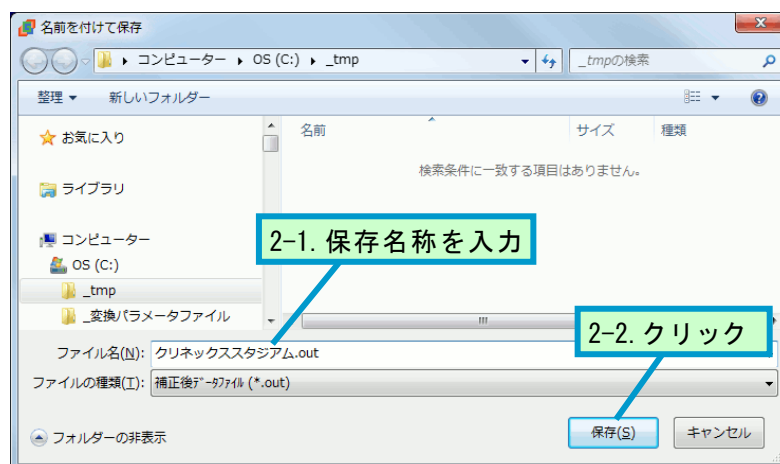 名前を付けて保存
コンピューター ▸ OS (C:) ▸ _tmp
_tmpの検索
整理 ▾ 新しいフォルダー
お気に入り
ライブラリ
コンピューター
OS (C:)
_tmp
_変換パラメータファイル
名前 サイズ 種類
検索条件に一致する項目はありません。
2-1. 保存名称を入力
2-2. クリック
ファイル名(N): クリネックススタジアム.out
ファイルの種類(T): 補正後ﾃﾞｰﾀﾌｧｲﾙ (*.out)
フォルダーの非表示
保存(S) キャンセル